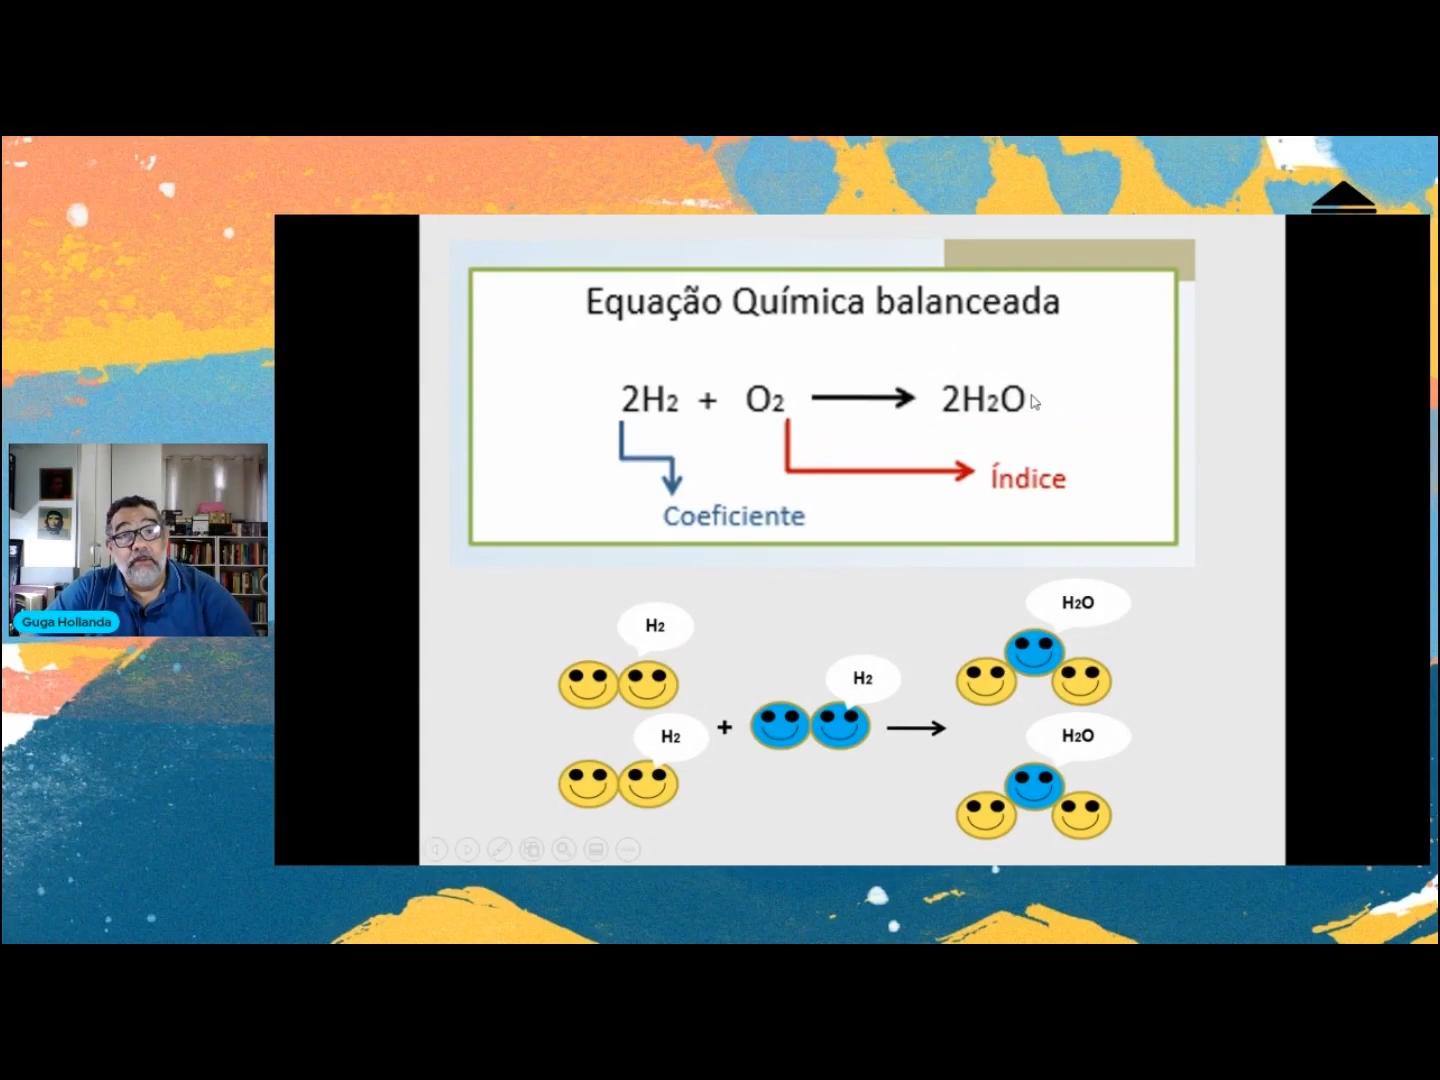 Equação Química balanceada
2H₂ + O₂ → 2H₂O
Índice
Coeficiente
H₂
H₂O
H₂
H₂
+
→
H₂O
Guga Hollanda